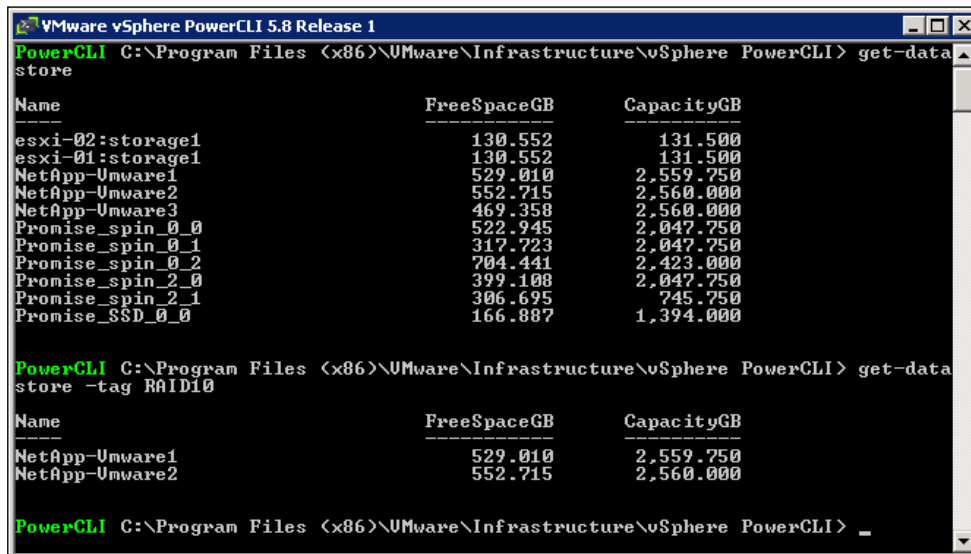 VMware vSphere PowerCLI 5.8 Release 1
PowerCLI C:\Program Files (x86)\VMware\Infrastructure\vSphere PowerCLI> get-data
store
Name FreeSpaceGB CapacityGB
---- ----------- ----------
esxi-02:storage1 130.552 131.500
esxi-01:storage1 130.552 131.500
NetApp-Vmware1 529.010 2,559.750
NetApp-Vmware2 552.715 2,560.000
NetApp-Vmware3 469.358 2,560.000
Promise_spin_0_0 522.945 2,047.750
Promise_spin_0_1 317.723 2,047.750
Promise_spin_0_2 704.441 2,423.000
Promise_spin_2_0 399.108 2,047.750
Promise_spin_2_1 306.695 745.750
Promise_SSD_0_0 166.887 1,394.000
PowerCLI C:\Program Files (x86)\VMware\Infrastructure\vSphere PowerCLI> get-data
store -tag RAID10
Name FreeSpaceGB CapacityGB
---- ----------- ----------
NetApp-Vmware1 529.010 2,559.750
NetApp-Vmware2 552.715 2,560.000
PowerCLI C:\Program Files (x86)\VMware\Infrastructure\vSphere PowerCLI> _